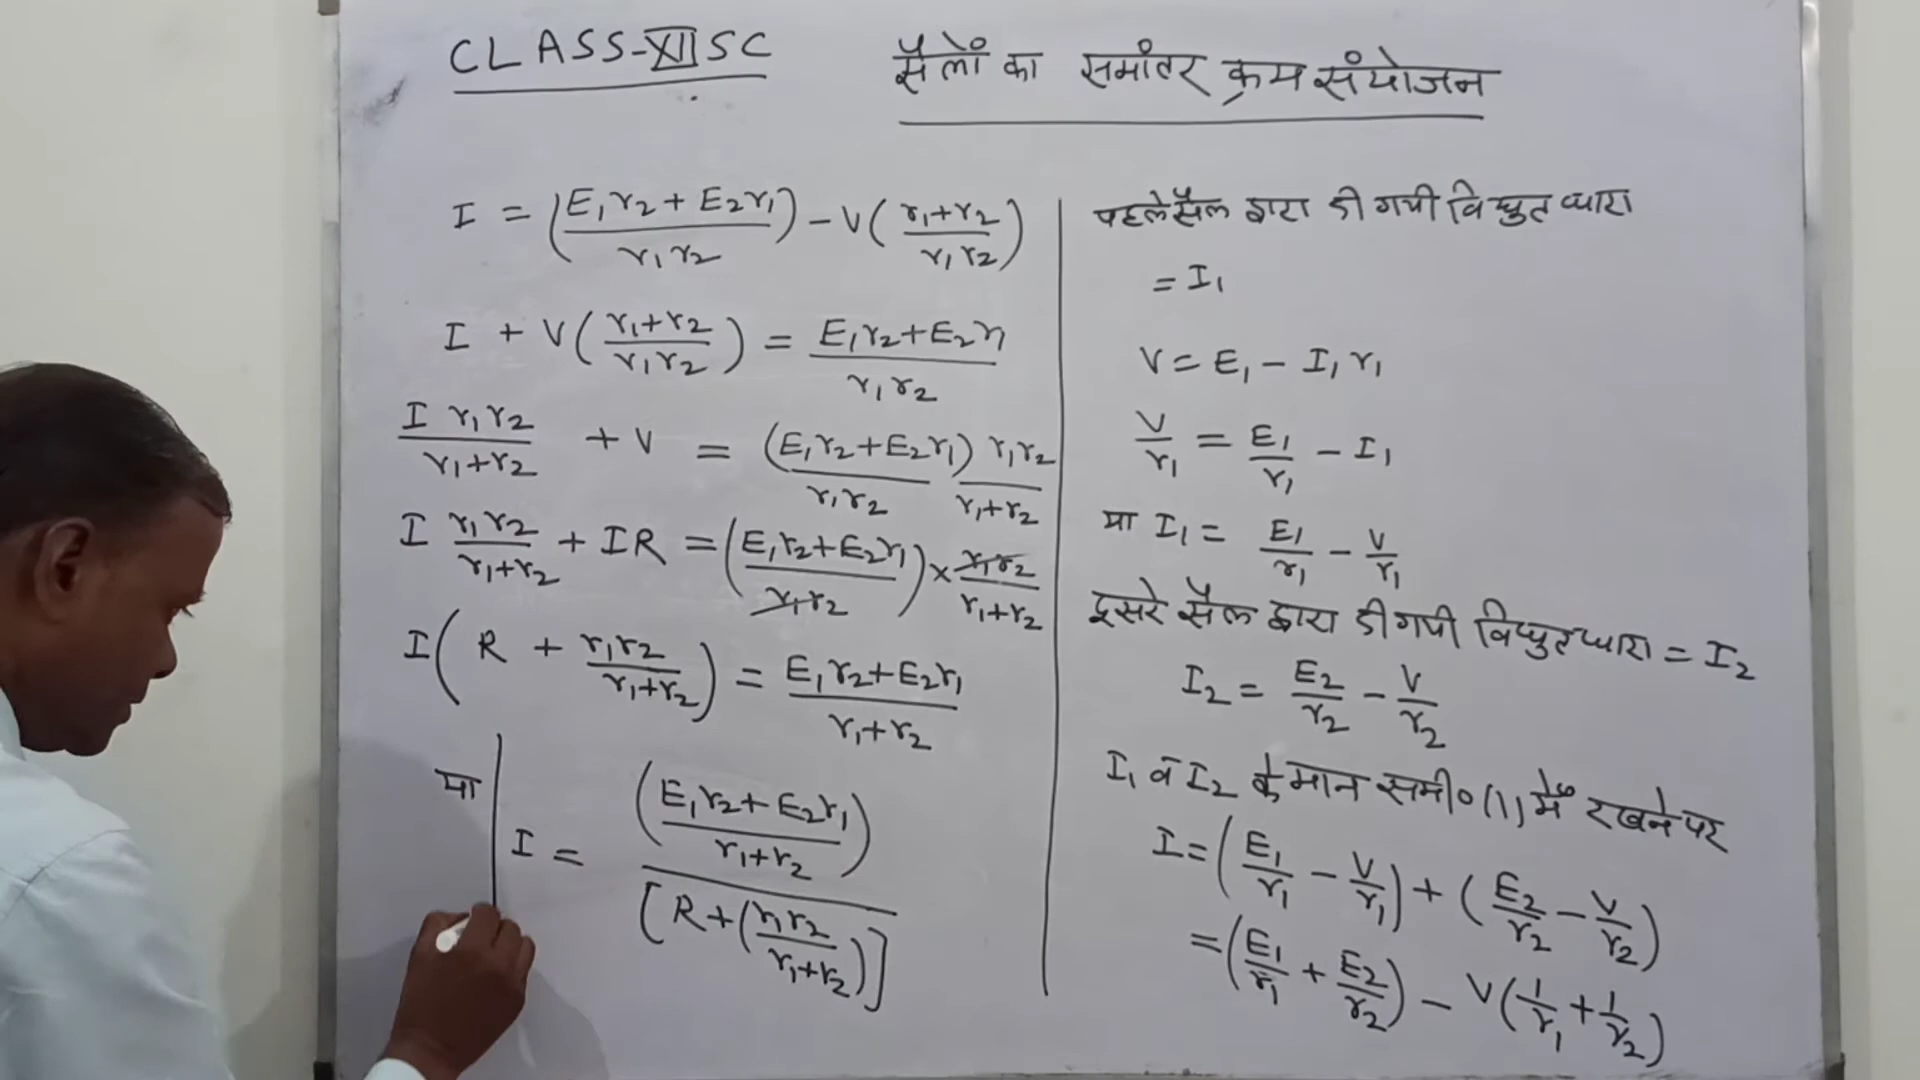 CLASS-XII SC
सैलों का समांतर क्रम संयोजन
I = (E₁r₂ + E₂r₁ / r₁r₂) - V(r₁+r₂ / r₁r₂)
I + V(r₁+r₂ / r₁r₂) = E₁r₂+E₂r₁ / r₁r₂
I r₁r₂ / r₁+r₂ + V = (E₁r₂+E₂r₁) / r₁r₂ r₁r₂ / r₁+r₂
I r₁r₂ / r₁+r₂ + IR = (E₁r₂+E₂r₁ / r₁r₂) × r₁r₂ / r₁+r₂
I(R + r₁r₂ / r₁+r₂) = E₁r₂+E₂r₁ / r₁+r₂
या I = (E₁r₂+E₂r₁ / r₁+r₂) / [R+(r₁r₂ / r₁+r₂)]
पहले सैल द्वारा दी गयी विद्युत धारा
= I₁
V = E₁ - I₁r₁
V / r₁ = E₁ / r₁ - I₁
या I₁ = E₁ / r₁ - V / r₁
दूसरे सैल द्वारा दी गयी विद्युत धारा = I₂
I₂ = E₂ / r₂ - V / r₂
I₁ व I₂ के मान समी० (1) में रखने पर
I = (E₁ / r₁ - V / r₁) + (E₂ / r₂ - V / r₂)
= (E₁ / r₁ + E₂ / r₂) - V(1 / r₁ + 1 / r₂)